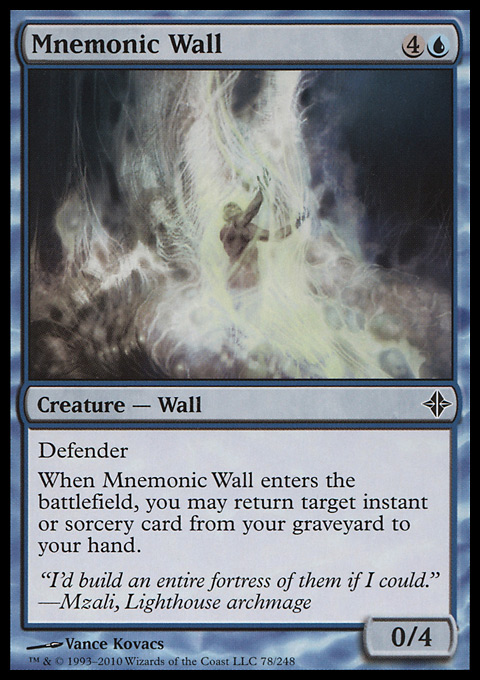 Mnemonic Wall 4
Creature — Wall
Defender
When Mnemonic Wall enters the
battlefield, you may return target instant
or sorcery card from your graveyard to
your hand.
“I’d build an entire fortress of them if I could.”
—Mzali, Lighthouse archmage
0/4
Vance Kovacs
™ & © 1993–2010 Wizards of the Coast LLC 78/248